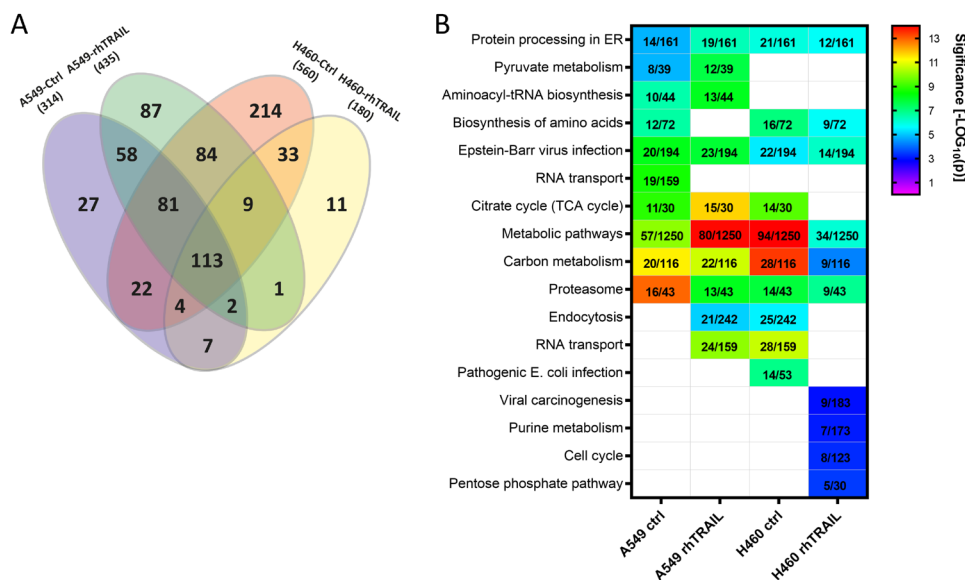 A
A549-Ctrl A549-rhTRAIL
(314) (435)
H460-Ctrl H460-rhTRAIL
(560) (180)
87 214
58 84 33
27 81 9 11
113
22 4 2 1
7
B
Protein processing in ER 14/161 19/161 21/161 12/161
Pyruvate metabolism 8/39 12/39
Aminoacyl-tRNA biosynthesis 10/44 13/44
Biosynthesis of amino acids 12/72 16/72 9/72
Epstein-Barr virus infection 20/194 23/194 22/194 14/194
RNA transport 19/159
Citrate cycle (TCA cycle) 11/30 15/30 14/30
Metabolic pathways 57/1250 80/1250 94/1250 34/1250
Carbon metabolism 20/116 22/116 28/116 9/116
Proteasome 16/43 13/43 14/43 9/43
Endocytosis 21/242 25/242
RNA transport 24/159 28/159
Pathogenic E. coli infection 14/53
Viral carcinogenesis 9/183
Purine metabolism 7/173
Cell cycle 8/123
Pentose phosphate pathway 5/30
A549 ctrl
A549 rhTRAIL
H460 ctrl
H460 rhTRAIL
13
11
9
7
5
3
1
Sigificance [-LOG₁₀(p)]